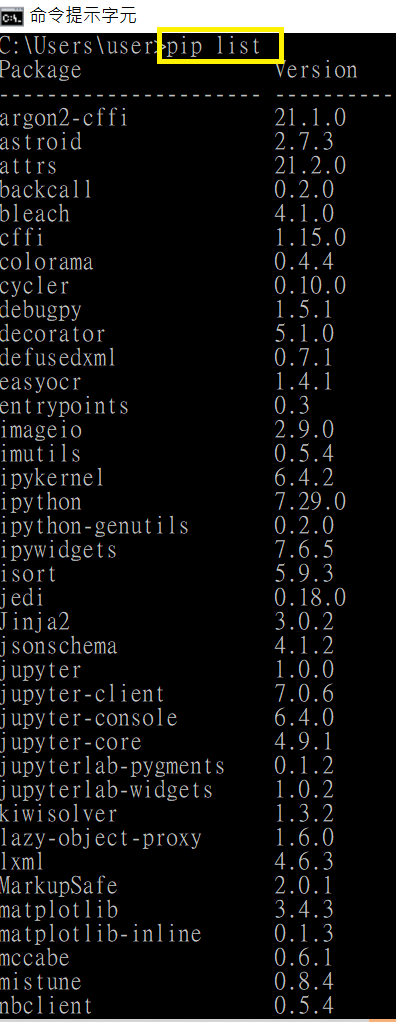 命令提示字元
C:\Users\user>pip list
Package Version
---------------------- ----------
argon2-cffi 21.1.0
astroid 2.7.3
attrs 21.2.0
backcall 0.2.0
bleach 4.1.0
cffi 1.15.0
colorama 0.4.4
cycler 0.10.0
debugpy 1.5.1
decorator 5.1.0
defusedxml 0.7.1
easyocr 1.4.1
entrypoints 0.3
imageio 2.9.0
imutils 0.5.4
ipykernel 6.4.2
ipython 7.29.0
ipython-genutils 0.2.0
ipywidgets 7.6.5
isort 5.9.3
jedi 0.18.0
Jinja2 3.0.2
jsonschema 4.1.2
jupyter 1.0.0
jupyter-client 7.0.6
jupyter-console 6.4.0
jupyter-core 4.9.1
jupyterlab-pygments 0.1.2
jupyterlab-widgets 1.0.2
kiwisolver 1.3.2
lazy-object-proxy 1.6.0
lxml 4.6.3
MarkupSafe 2.0.1
matplotlib 3.4.3
matplotlib-inline 0.1.3
mccabe 0.6.1
mistune 0.8.4
nbclient 0.5.4